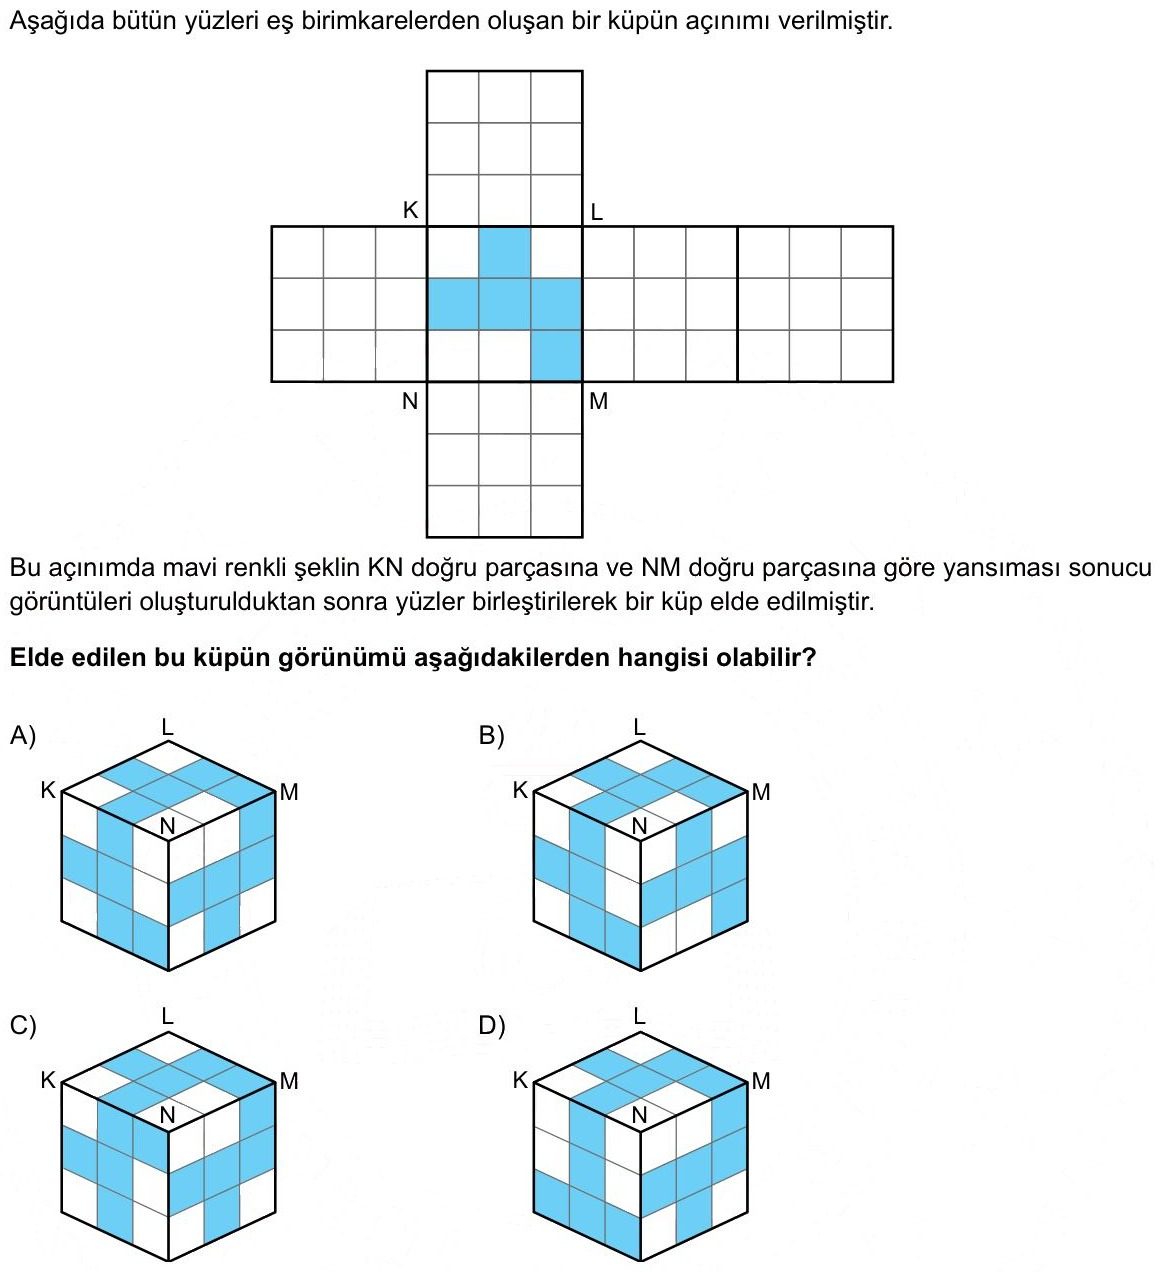 Aşağıda bütün yüzleri eş birimkarelerden oluşan bir küpün açınımı verilmiştir.
K L
N M
Bu açınımda mavi renkli şeklin KN doğru parçasına ve NM doğru parçasına göre yansıması sonucu
görüntüleri oluşturulduktan sonra yüzler birleştirilerek bir küp elde edilmiştir.
Elde edilen bu küpün görünümü aşağıdakilerden hangisi olabilir?
A)
L
K M
N
B)
L
K M
N
C)
L
K M
N
D)
L
K M
N